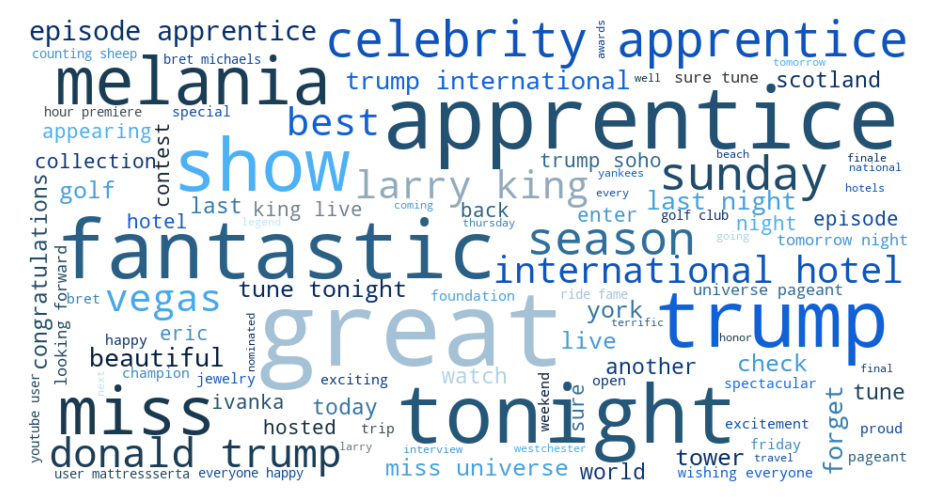 episode apprentice
celebrity
awards
apprentice
counting sheep
bret michaels
tomorrow
melania
trump international
well
sure tune
scotland
hour premiere
special
best
apprentice
appearing
contest
show
collection
larry king
trump soho
beach
sunday
finale
national
yankees
golf
hotels
every
last
king live
coming
back
last night
congratulations
hotel
legend
thursday
enter
golf club
night
episode
fantastic
season
going
tomorrow night
looking forward
international hotel
bret
vegas
tune tonight
foundation
ride fame
universe pageant
great
york
trump
eric
terrific
happy
nominated
live
honor
beautiful
another
check
final
champion
jewelry
exciting
watch
next
open
spectacular
miss
ivanka
today
tonight
weekend
sure
forget
tune
youtube user
hosted
trip
excitement
proud
donald trump
larry
interview
westchester
friday
tower
pageant
miss universe
world
travel
user mattressserta
everyone happy
wishing everyone